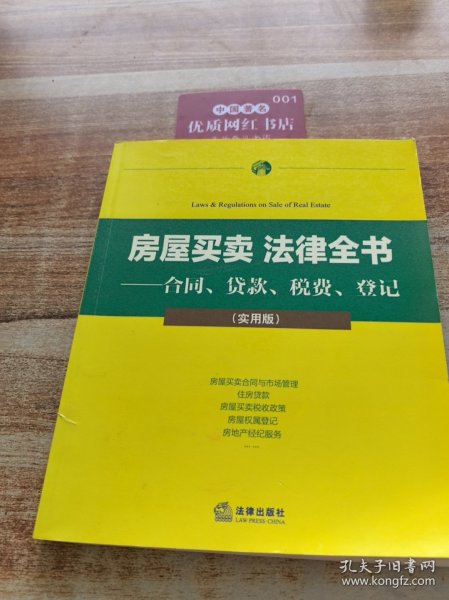 001
中国著名
优质网红书店
Laws & Regulations on Sale of Real Estate
房屋买卖 法律全书
——合同、贷款、税费、登记
（实用版）
房屋买卖合同与市场管理
住房贷款
房屋买卖税收政策
房屋权属登记
房地产经纪服务
……
法律出版社
LAW PRESS·CHINA
孔夫子旧书网
www.kongfz.com